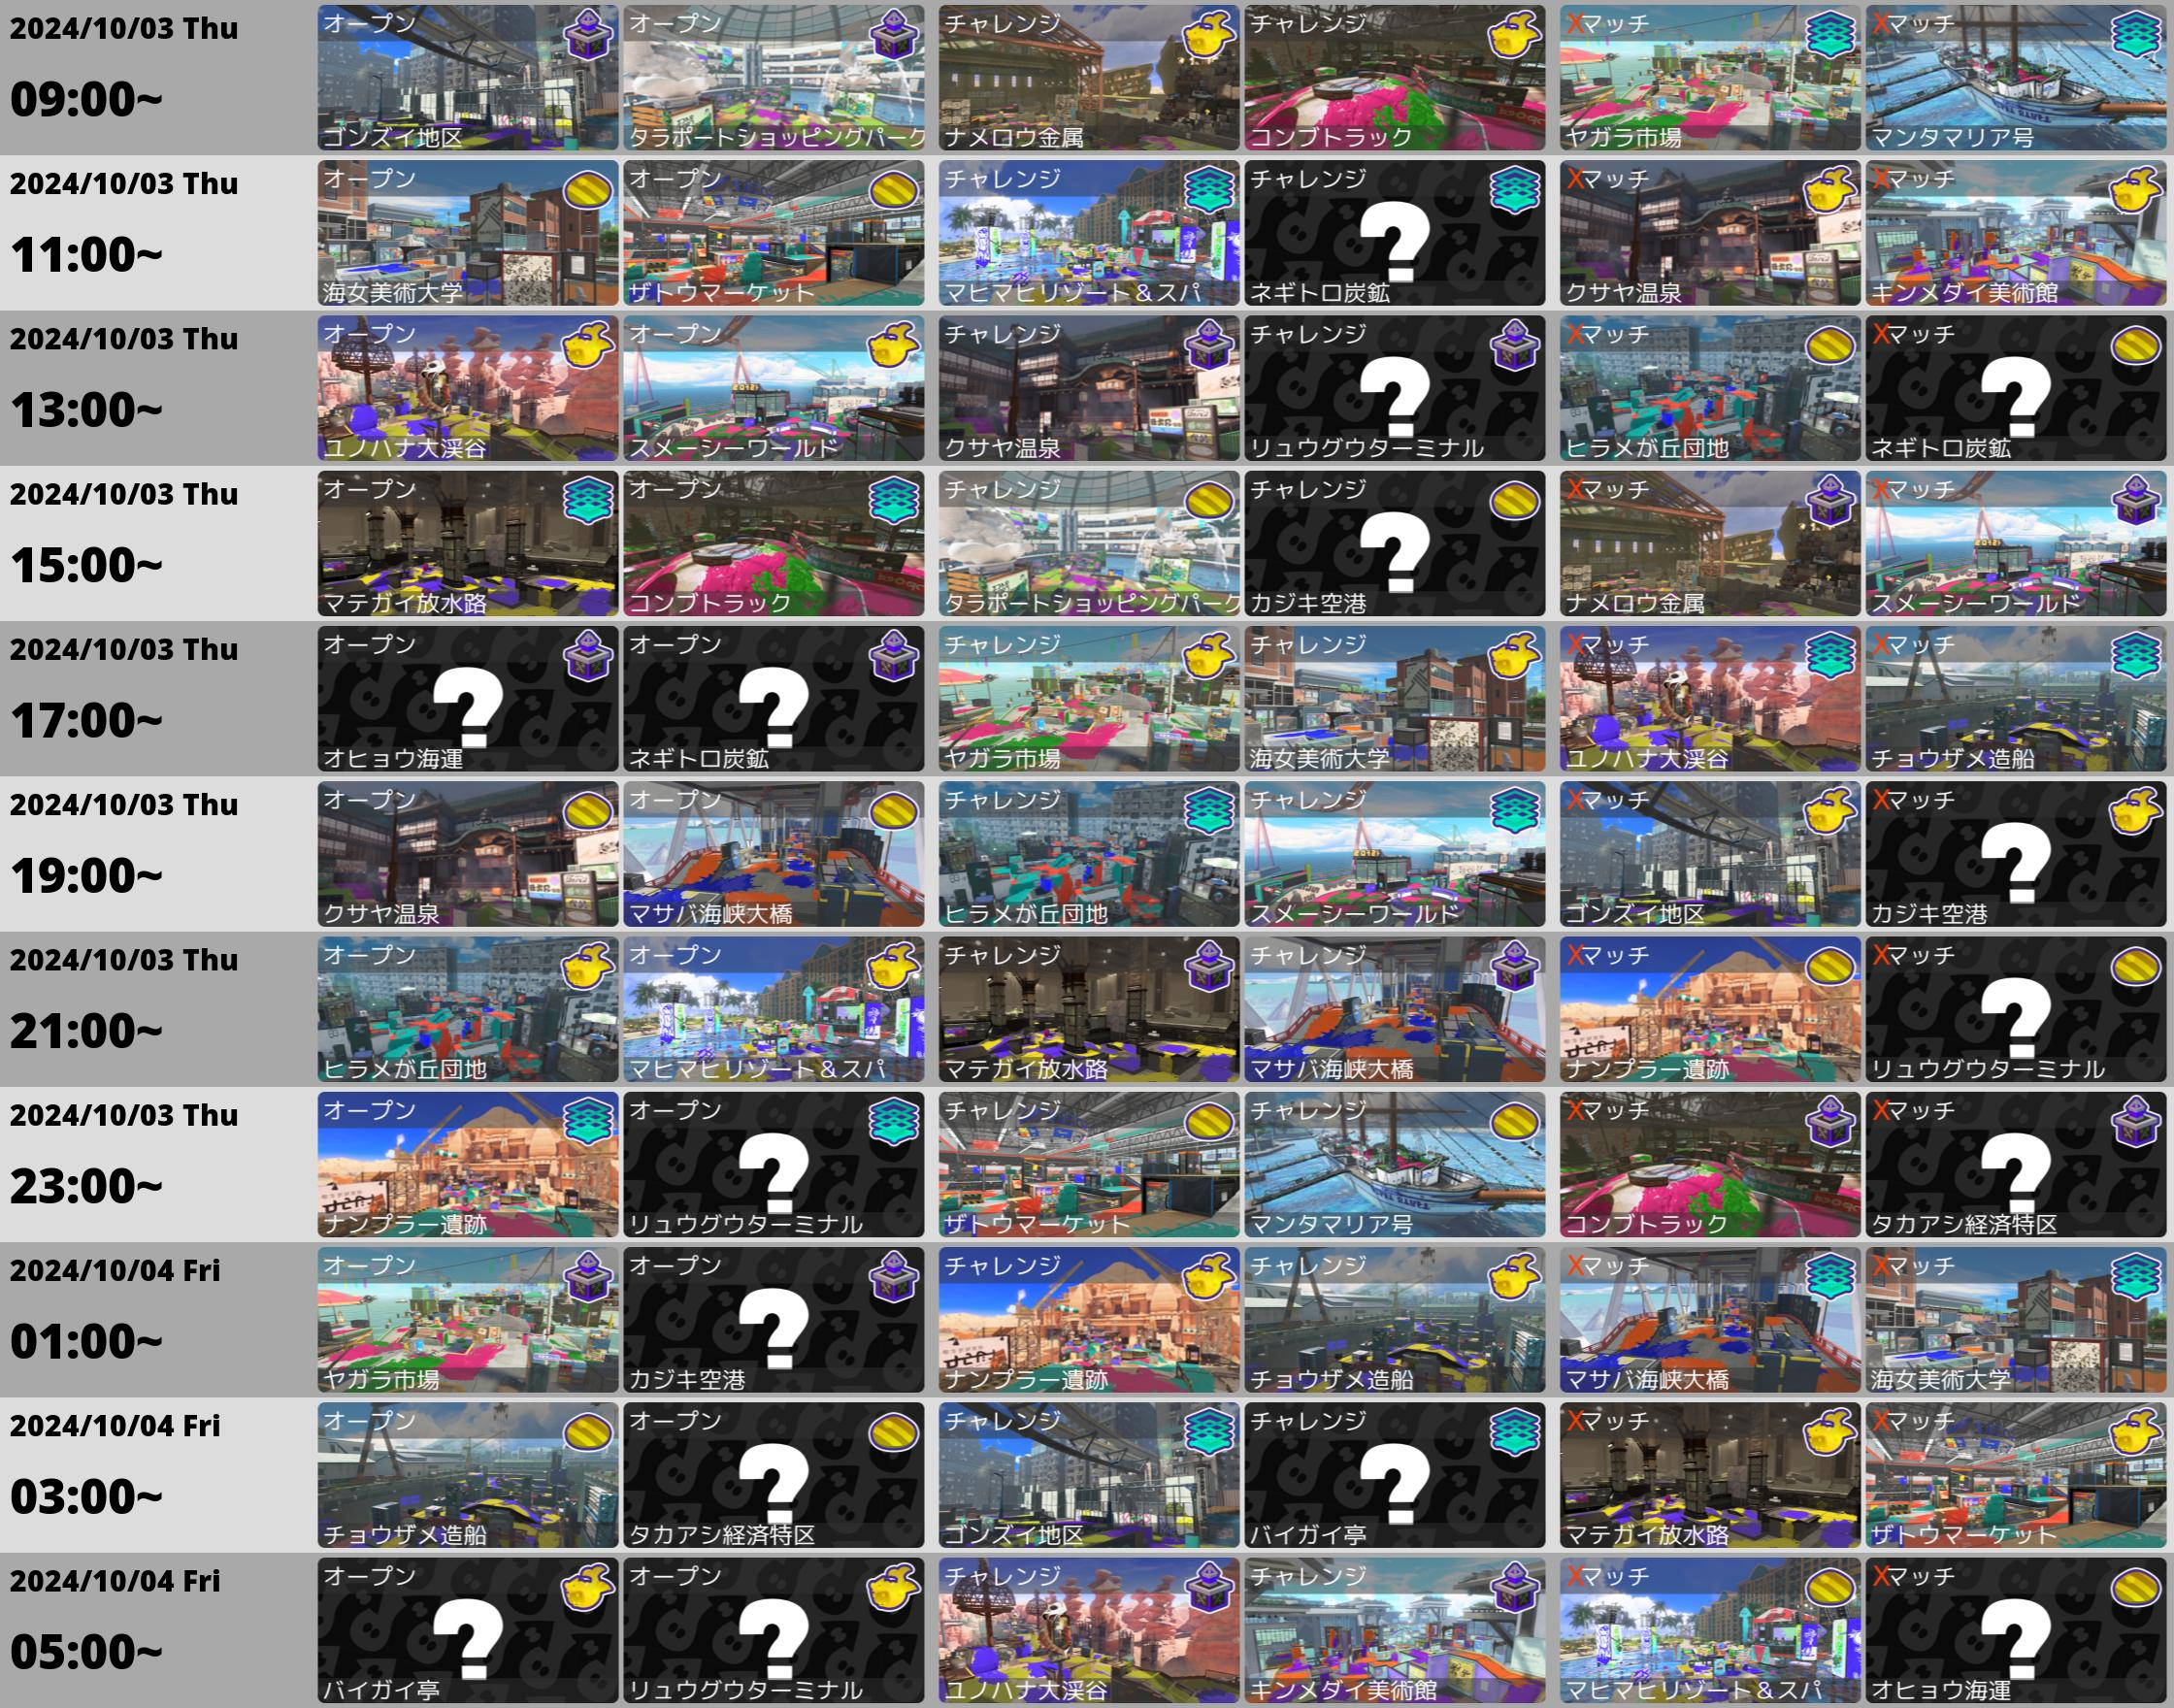 2024/10/03 Thu
09:00~
オープン オープン チャレンジ チャレンジ Xマッチ Xマッチ
ゴンズイ地区 タラポートショッピングパーク ナメロウ金属 コンブトラック ヤガラ市場 マンタマリア号
2024/10/03 Thu
11:00~
オープン オープン チャレンジ チャレンジ Xマッチ Xマッチ
海女美術大学 ザトウマーケット マヒマヒリゾート＆スパ ネギトロ炭鉱 クサヤ温泉 キンメダイ美術館
2024/10/03 Thu
13:00~
オープン オープン チャレンジ チャレンジ Xマッチ Xマッチ
ユノハナ大渓谷 スメーシーワールド クサヤ温泉 リュウグウターミナル ヒラメが丘団地 ネギトロ炭鉱
2024/10/03 Thu
15:00~
オープン オープン チャレンジ チャレンジ Xマッチ Xマッチ
マテガイ放水路 コンブトラック タラポートショッピングパーク カジキ空港 ナメロウ金属 スメーシーワールド
2024/10/03 Thu
17:00~
オープン オープン チャレンジ チャレンジ Xマッチ Xマッチ
オヒョウ海運 ネギトロ炭鉱 ヤガラ市場 海女美術大学 ユノハナ大渓谷 チョウザメ造船
2024/10/03 Thu
19:00~
オープン オープン チャレンジ チャレンジ Xマッチ Xマッチ
クサヤ温泉 マサバ海峡大橋 ヒラメが丘団地 スメーシーワールド ゴンズイ地区 カジキ空港
2024/10/03 Thu
21:00~
オープン オープン チャレンジ チャレンジ Xマッチ Xマッチ
ヒラメが丘団地 マヒマヒリゾート＆スパ マテガイ放水路 マサバ海峡大橋 ナンプラー遺跡 リュウグウターミナル
2024/10/03 Thu
23:00~
オープン オープン チャレンジ チャレンジ Xマッチ Xマッチ
ナンプラー遺跡 リュウグウターミナル ザトウマーケット マンタマリア号 コンブトラック タカアシ経済特区
2024/10/04 Fri
01:00~
オープン オープン チャレンジ チャレンジ Xマッチ Xマッチ
ヤガラ市場 カジキ空港 ナンプラー遺跡 チョウザメ造船 マサバ海峡大橋 海女美術大学
2024/10/04 Fri
03:00~
オープン オープン チャレンジ チャレンジ Xマッチ Xマッチ
チョウザメ造船 タカアシ経済特区 ゴンズイ地区 バイガイ亭 マテガイ放水路 ザトウマーケット
2024/10/04 Fri
05:00~
オープン オープン チャレンジ チャレンジ Xマッチ Xマッチ
バイガイ亭 リュウグウターミナル ユノハナ大渓谷 キンメダイ美術館 マヒマヒリゾート＆スパ オヒョウ海運